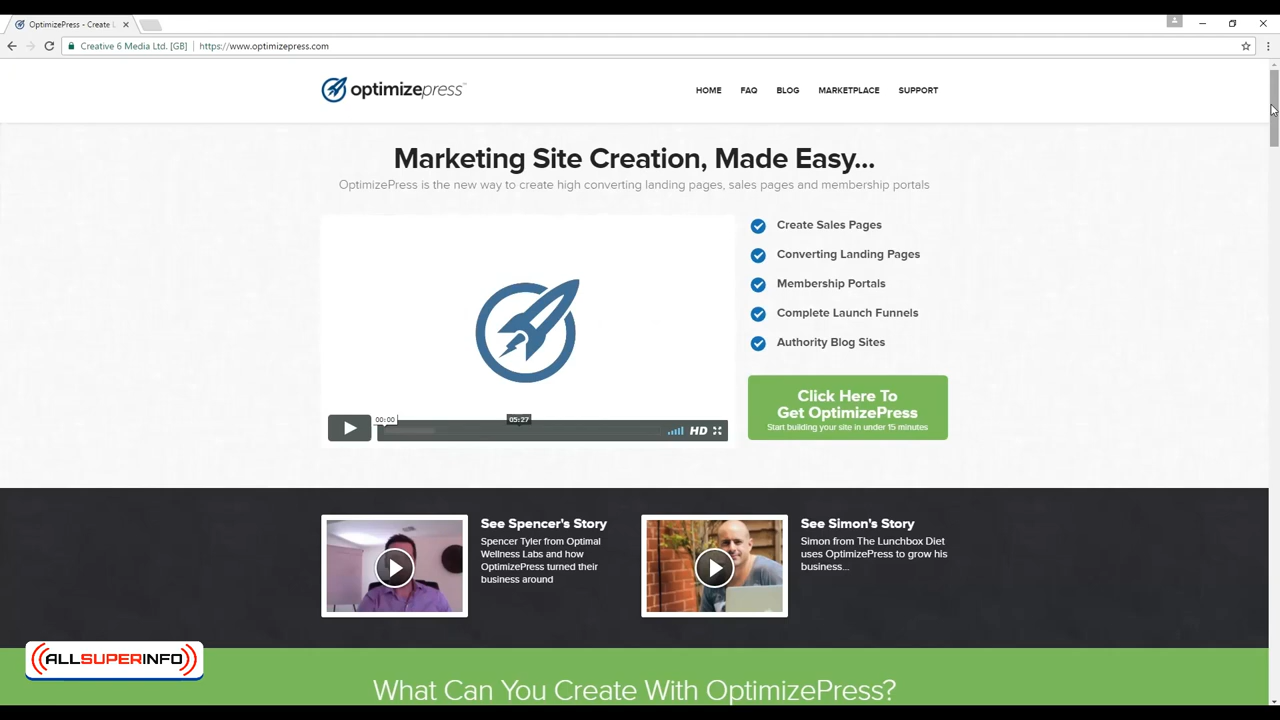 OptimizePress - Create L
Creative 6 Media Ltd. [GB] https://www.optimizepress.com
optimizepress™
HOME FAQ BLOG MARKETPLACE SUPPORT
Marketing Site Creation, Made Easy...
OptimizePress is the new way to create high converting landing pages, sales pages and membership portals
Create Sales Pages
Converting Landing Pages
Membership Portals
Complete Launch Funnels
Authority Blog Sites
Click Here To
Get OptimizePress
Start building your site in under 15 minutes
00:00 05:27
HD
See Spencer's Story
Spencer Tyler from Optimal
Wellness Labs and how
OptimizePress turned their
business around
See Simon's Story
Simon from The Lunchbox Diet
uses OptimizePress to grow his
business...
ALLSUPERINFO
What Can You Create With OptimizePress?